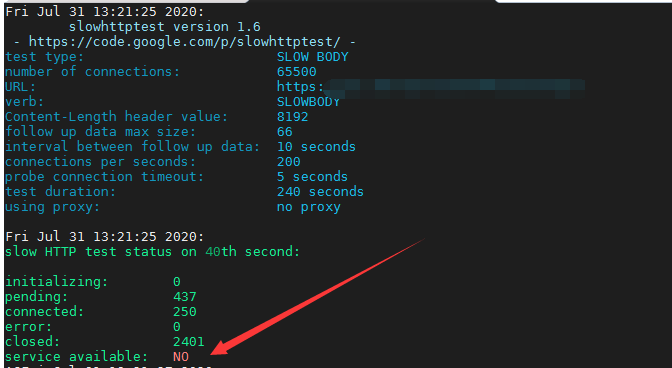 Fri Jul 31 13:21:25 2020:
slowhttptest version 1.6
- https://code.google.com/p/slowhttptest/ -
test type: SLOW BODY
number of connections: 65500
URL: https:
verb: SLOWBODY
Content-Length header value: 8192
follow up data max size: 66
interval between follow up data: 10 seconds
connections per seconds: 200
probe connection timeout: 5 seconds
test duration: 240 seconds
using proxy: no proxy
Fri Jul 31 13:21:25 2020:
slow HTTP test status on 40th second:
initializing: 0
pending: 437
connected: 250
error: 0
closed: 2401
service available: NO